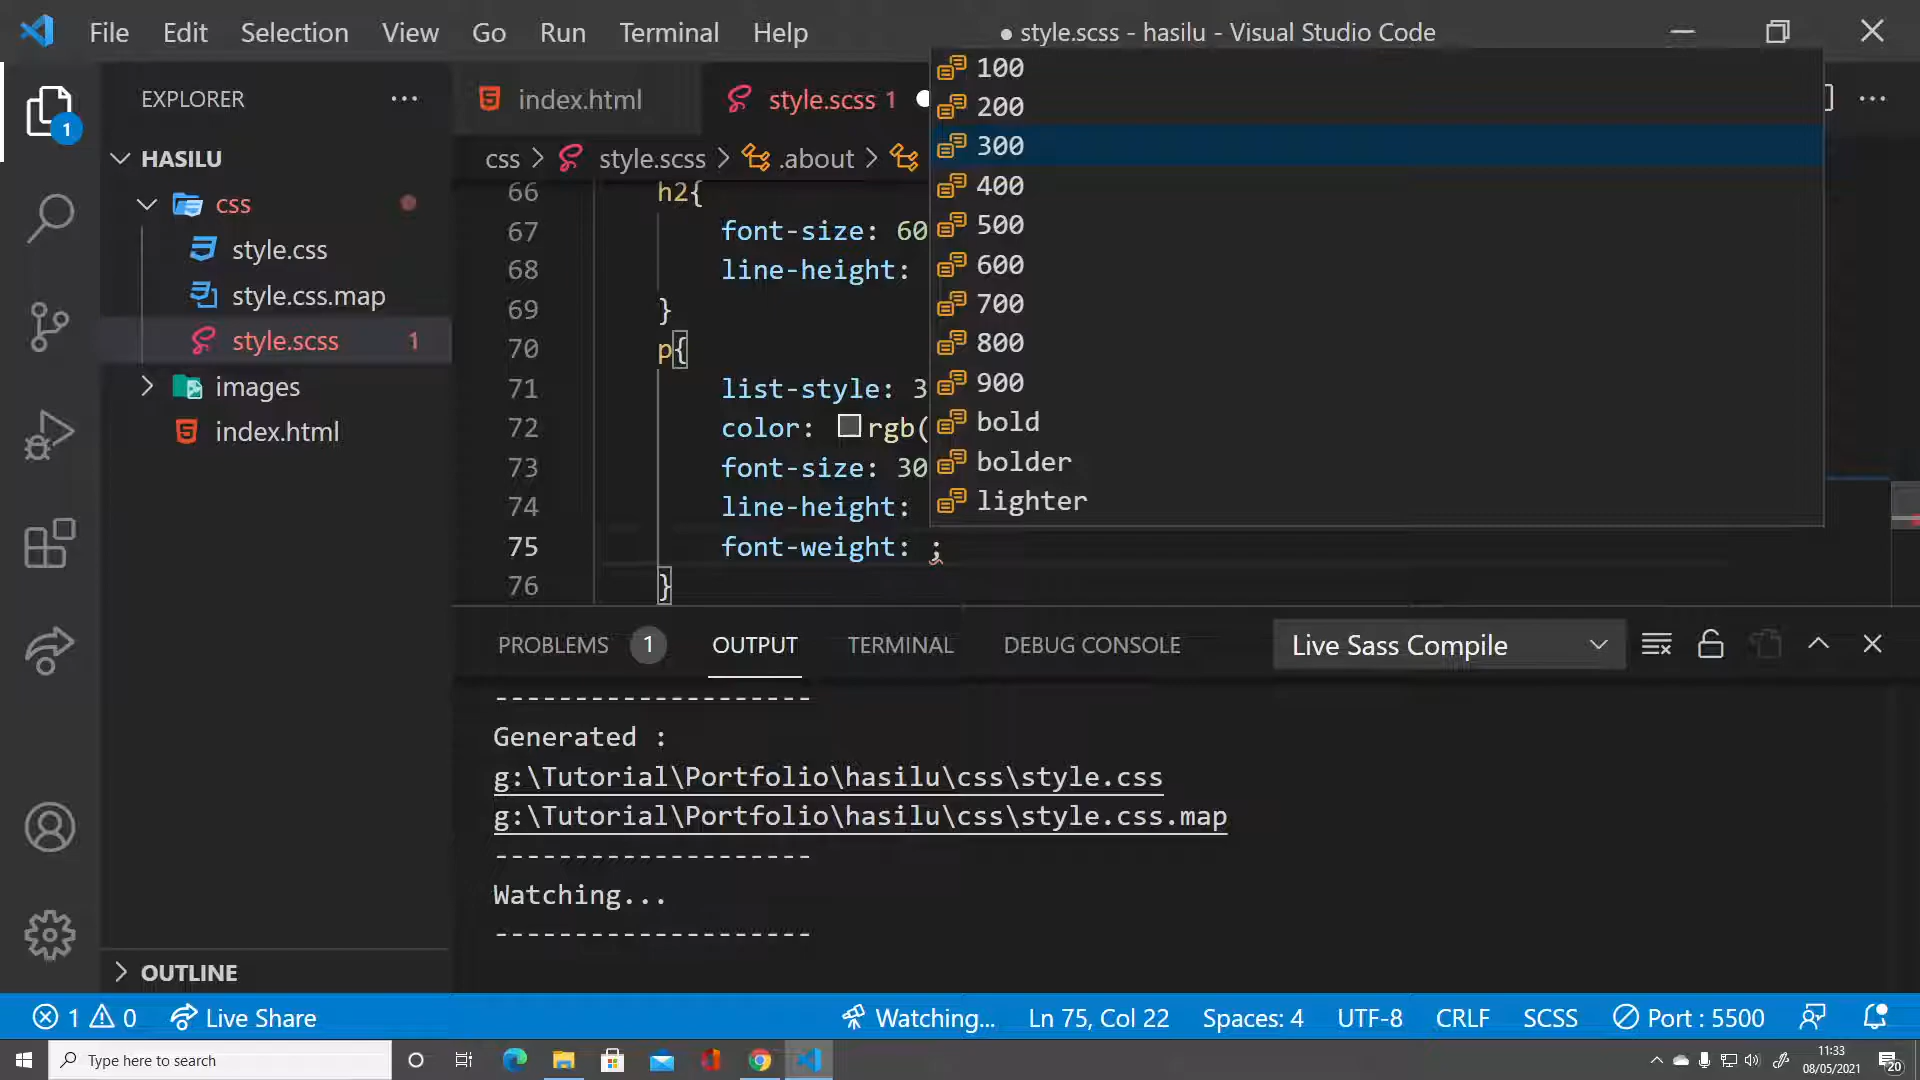 File Edit Selection View Go Run Terminal Help
● style.scss - hasilu - Visual Studio Code
EXPLORER
HASILU
css
style.css
style.css.map
style.scss 1
images
index.html
OUTLINE
1
index.html
style.scss 1
css > style.scss > .about >
66 h2{
67 font-size: 60
68 line-height:
69 }
70 p{
71 list-style: 3
72 color: rgb(
73 font-size: 30
74 line-height:
75 font-weight: ;
76 }
100
200
300
400
500
600
700
800
900
bold
bolder
lighter
PROBLEMS 1 OUTPUT TERMINAL DEBUG CONSOLE Live Sass Compile
--------------------
Generated :
g:\Tutorial\Portfolio\hasilu\css\style.css
g:\Tutorial\Portfolio\hasilu\css\style.css.map
--------------------
Watching...
--------------------
1 0 Live Share Watching... Ln 75, Col 22 Spaces: 4 UTF-8 CRLF SCSS Port : 5500
Type here to search
11:33
08/05/2021
20